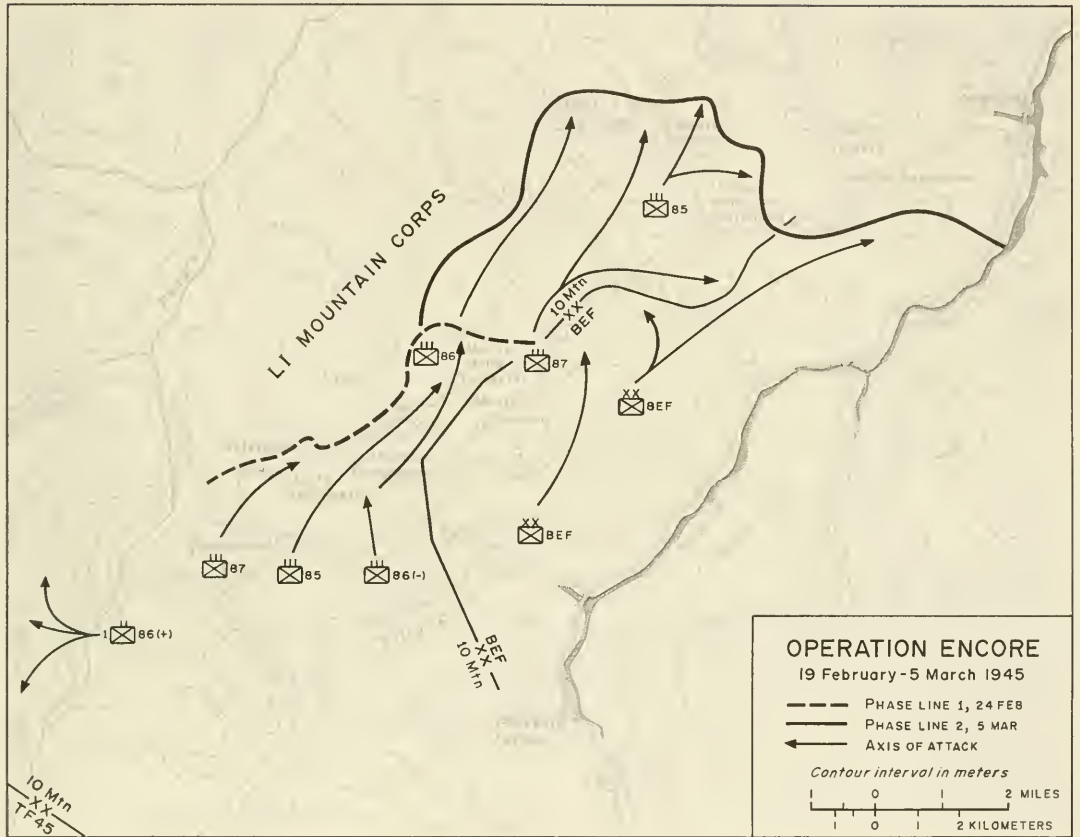 LI MOUNTAIN CORPS
85
10 Mtn
XX
BEF
86
87
XX
BEF
XX
BEF
87
85
86(-)
1 86(+)
BEF
XX
10 Mtn
10 Mtn
XX
TF45
OPERATION ENCORE
19 February-5 March 1945
PHASE LINE 1, 24 FEB
PHASE LINE 2, 5 MAR
AXIS OF ATTACK
Contour interval in meters
1 0 1 2 MILES
1 0 1 2 KILOMETERS